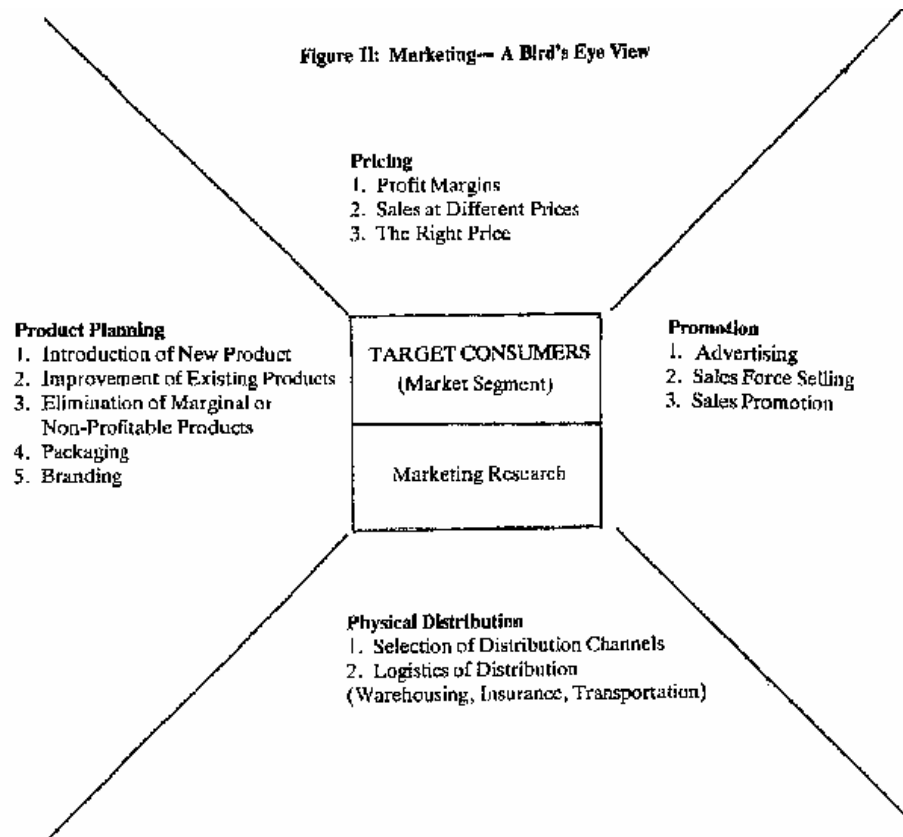 Figure II: Marketing— A Bird's Eye View
Pricing
1. Profit Margins
2. Sales at Different Prices
3. The Right Price
Product Planning
1. Introduction of New Product
2. Improvement of Existing Products
3. Elimination of Marginal or
Non-Profitable Products
4. Packaging
5. Branding
TARGET CONSUMERS
(Market Segment)
Marketing Research
Promotion
1. Advertising
2. Sales Force Selling
3. Sales Promotion
Physical Distribution
1. Selection of Distribution Channels
2. Logistics of Distribution
(Warehousing, Insurance, Transportation)